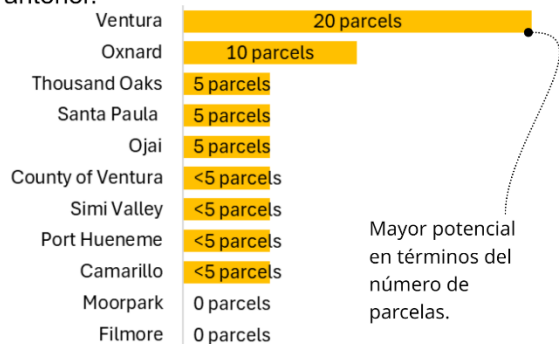 anterior.
Ventura 20 parcels
Oxnard 10 parcels
Thousand Oaks 5 parcels
Santa Paula 5 parcels
Ojai 5 parcels
County of Ventura <5 parcels
Simi Valley <5 parcels
Port Hueneme <5 parcels
Camarillo <5 parcels
Moorpark 0 parcels
Filmore 0 parcels
Mayor potencial
en términos del
número de
parcelas.